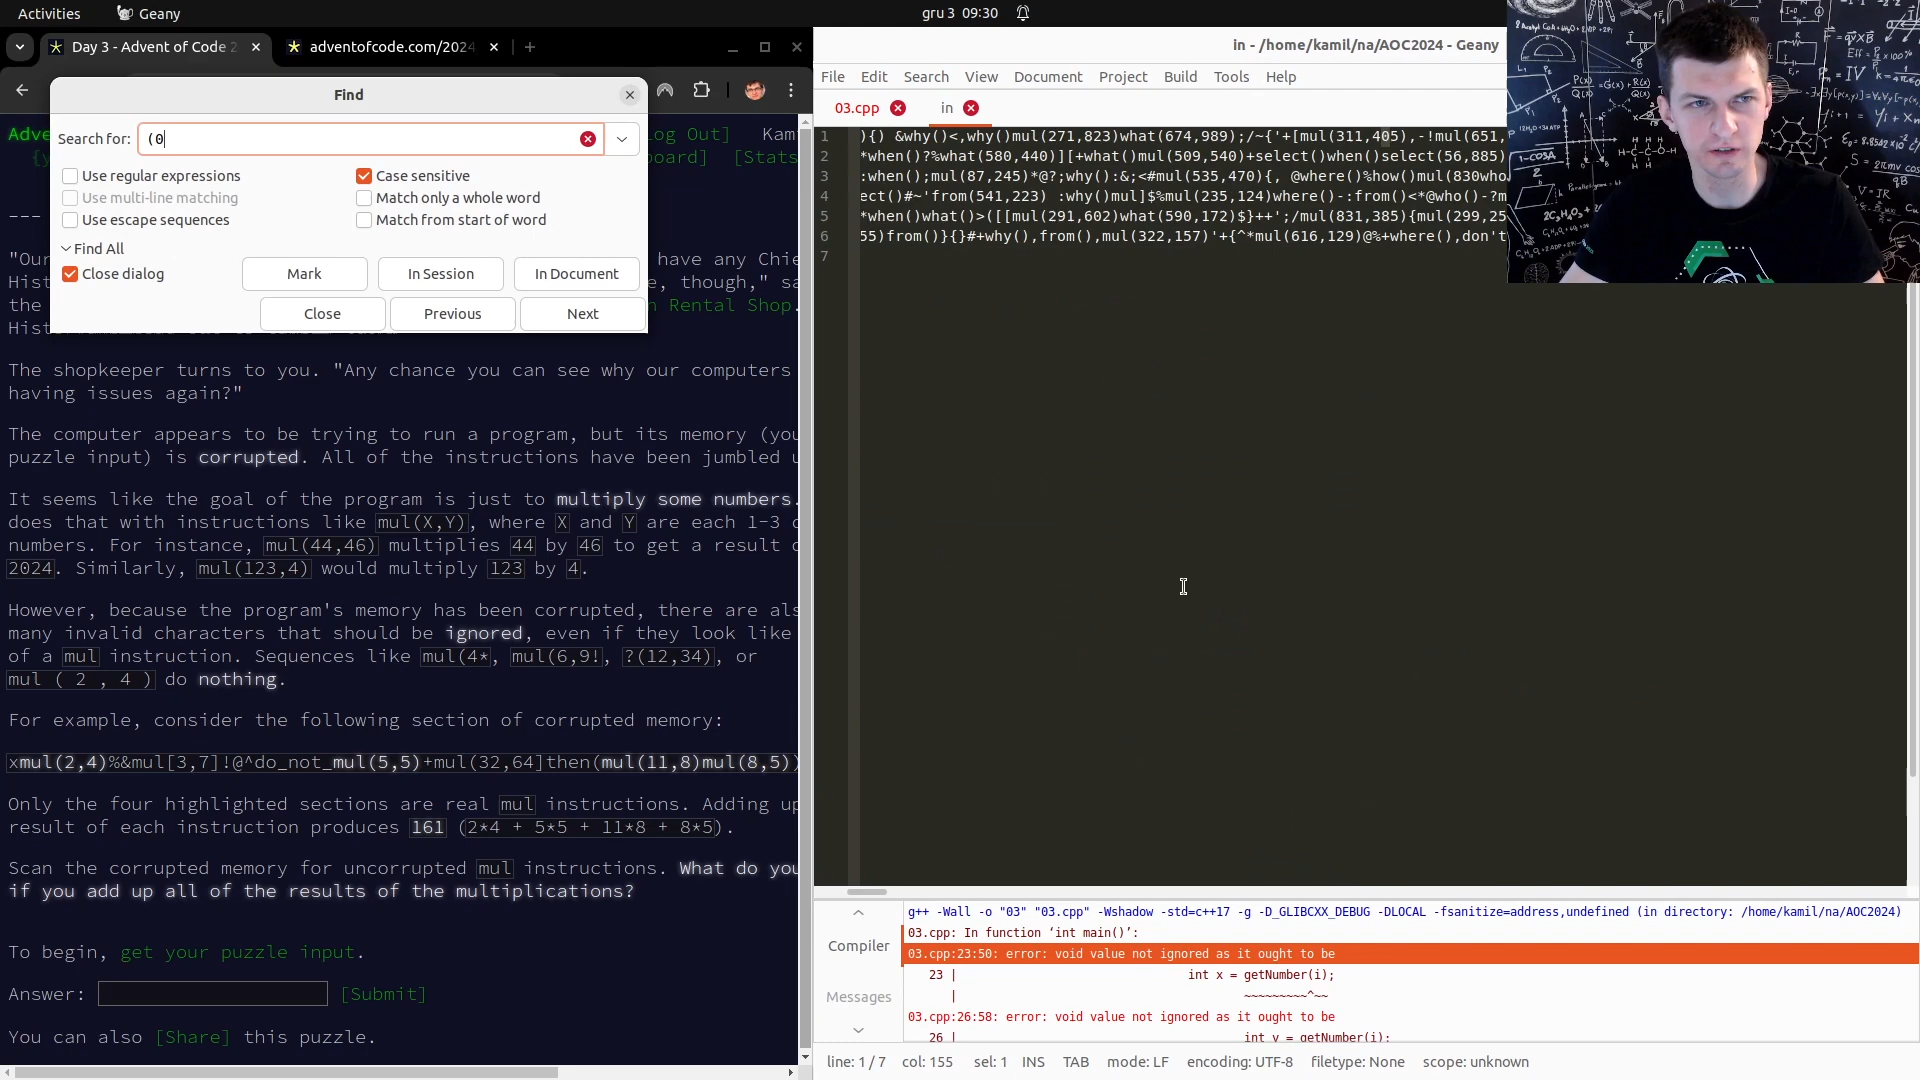 Activities
Geany
gru 3 09:30
Day 3 - Advent of Code 2
adventofcode.com/2024
in - /home/kamil/na/AOC2024 - Geany
File Edit Search View Document Project Build Tools Help
03.cpp
in
Find
Search for: (0
Use regular expressions
Case sensitive
Use multi-line matching
Match only a whole word
Use escape sequences
Match from start of word
Find All
Close dialog
Mark
In Session
In Document
Close
Previous
Next
1 ){() &why()<,why()mul(271,823)what(674,989);/~{'+[mul(311,405),-!mul(651,
2 *when()?%what(580,440)][+what()mul(509,540)+select()when()select(56,885)
3 :when();mul(87,245)*@?;why():&;<#mul(535,470){, @where()%how()mul(830who
4 ect()#~'from(541,223) :why()mul]$%mul(235,124)where()-:from()<*@who()-?m
5 *when()what()>([[mul(291,602)what(590,172)$}++';/mul(831,385){mul(299,25
6 55)from()}{}#+why(),from(),mul(322,157)'+{^*mul(616,129)@%+where(),don't
7
Adve
og Out] Kam
board] [Stats
---
"Our
have any Chie
Hist
e, though," sa
the
n Rental Shop.
The shopkeeper turns to you. "Any chance you can see why our computers
having issues again?"
The computer appears to be trying to run a program, but its memory (you
puzzle input) is corrupted. All of the instructions have been jumbled u
It seems like the goal of the program is just to multiply some numbers.
does that with instructions like mul(X,Y), where X and Y are each 1-3 d
numbers. For instance, mul(44,46) multiplies 44 by 46 to get a result o
2024. Similarly, mul(123,4) would multiply 123 by 4.
However, because the program's memory has been corrupted, there are als
many invalid characters that should be ignored, even if they look like
of a mul instruction. Sequences like mul(4*, mul(6,9!, ?(12,34), or
mul ( 2 , 4 ) do nothing.
For example, consider the following section of corrupted memory:
xmul(2,4)%&mul[3,7]!@^do_not_mul(5,5)+mul(32,64]then(mul(11,8)mul(8,5))
Only the four highlighted sections are real mul instructions. Adding up
result of each instruction produces 161 (2*4 + 5*5 + 11*8 + 8*5).
Scan the corrupted memory for uncorrupted mul instructions. What do you
if you add up all of the results of the multiplications?
To begin, get your puzzle input.
Answer: [Submit]
You can also [Share] this puzzle.
Compiler
Messages
g++ -Wall -o "03" "03.cpp" -Wshadow -std=c++17 -g -D_GLIBCXX_DEBUG -DLOCAL -fsanitize=address,undefined (in directory: /home/kamil/na/AOC2024)
03.cpp: In function ‘int main()’:
03.cpp:23:50: error: void value not ignored as it ought to be
23 | int x = getNumber(i);
| ~~~~~~~~~^~~
03.cpp:26:58: error: void value not ignored as it ought to be
26 | int y = getNumber(i);
line: 1 / 7 col: 155 sel: 1 INS TAB mode: LF encoding: UTF-8 filetype: None scope: unknown